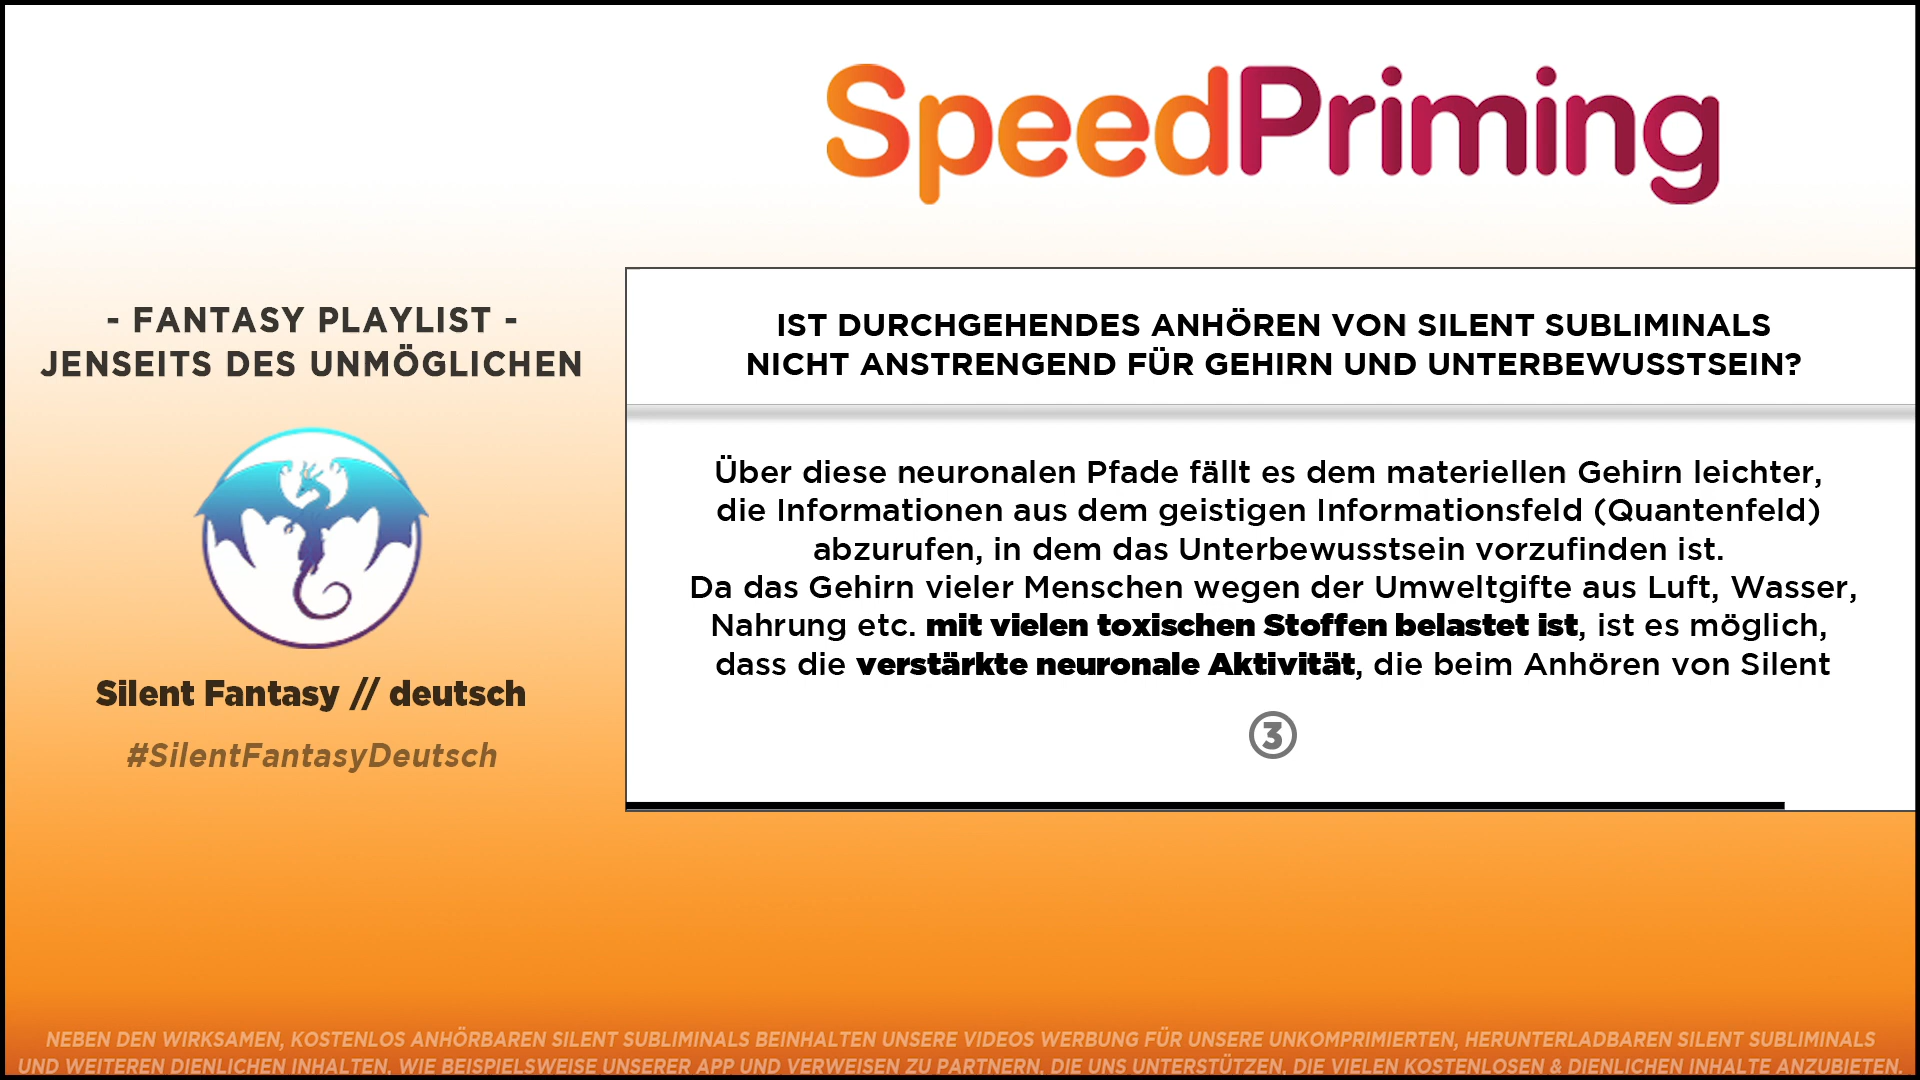 SpeedPriming
- FANTASY PLAYLIST -
JENSEITS DES UNMÖGLICHEN
Silent Fantasy // deutsch
#SilentFantasyDeutsch
IST DURCHGEHENDES ANHÖREN VON SILENT SUBLIMINALS
NICHT ANSTRENGEND FÜR GEHIRN UND UNTERBEWUSSTSEIN?
Über diese neuronalen Pfade fällt es dem materiellen Gehirn leichter,
die Informationen aus dem geistigen Informationsfeld (Quantenfeld)
abzurufen, in dem das Unterbewusstsein vorzufinden ist.
Da das Gehirn vieler Menschen wegen der Umweltgifte aus Luft, Wasser,
Nahrung etc. mit vielen toxischen Stoffen belastet ist, ist es möglich,
dass die verstärkte neuronale Aktivität, die beim Anhören von Silent
3
NEBEN DEN WIRKSAMEN, KOSTENLOS ANHÖRBAREN SILENT SUBLIMINALS BEINHALTEN UNSERE VIDEOS WERBUNG FÜR UNSERE UNKOMPRIMIERTEN, HERUNTERLADBAREN SILENT SUBLIMINALS
UND WEITEREN DIENLICHEN INHALTEN, WIE BEISPIELSWEISE UNSERER APP UND VERWEISEN ZU PARTNERN, DIE UNS UNTERSTÜTZEN, DIE VIELEN KOSTENLOSEN & DIENLICHEN INHALTE ANZUBIETEN.